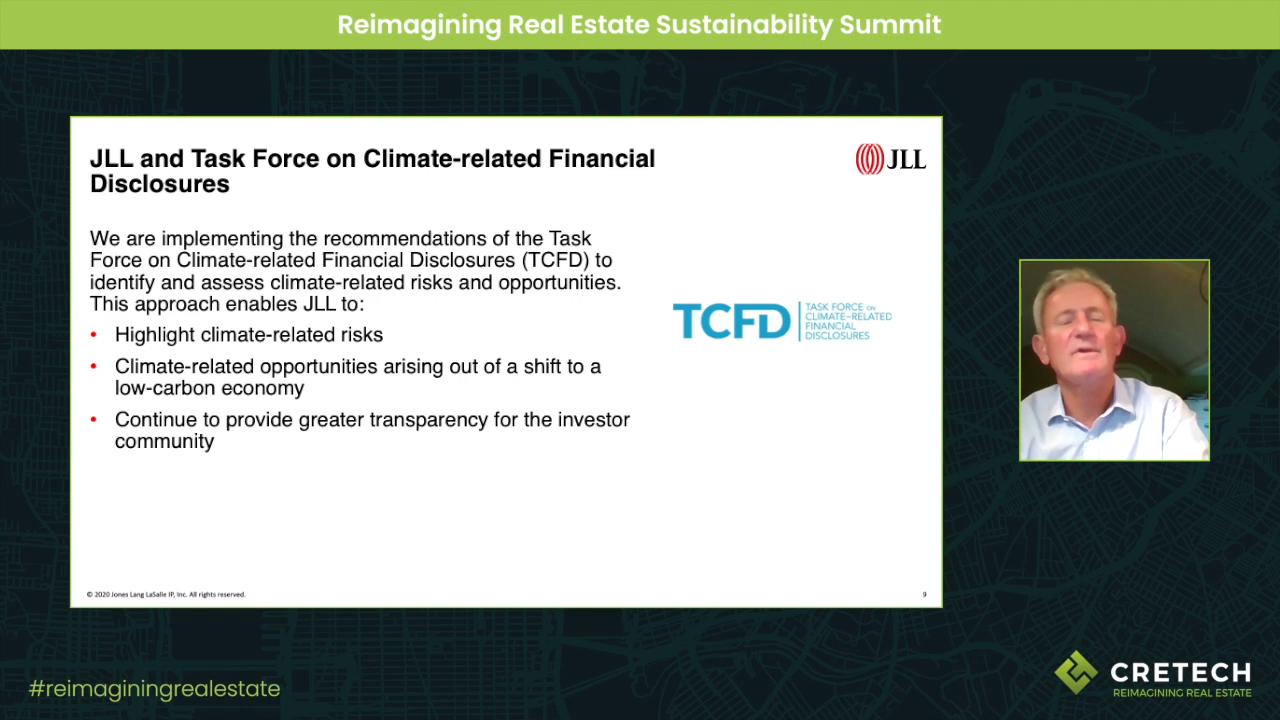 Reimagining Real Estate Sustainability Summit
JLL and Task Force on Climate-related Financial
Disclosures
JLL
We are implementing the recommendations of the Task
Force on Climate-related Financial Disclosures (TCFD) to
identify and assess climate-related risks and opportunities.
This approach enables JLL to:
• Highlight climate-related risks
• Climate-related opportunities arising out of a shift to a
low-carbon economy
• Continue to provide greater transparency for the investor
community
TCFD
TASK FORCE ON
CLIMATE-RELATED
FINANCIAL
DISCLOSURES
© 2020 Jones Lang LaSalle IP, Inc. All rights reserved.
9
#reimaginingrealestate
CRETECH
REIMAGINING REAL ESTATE